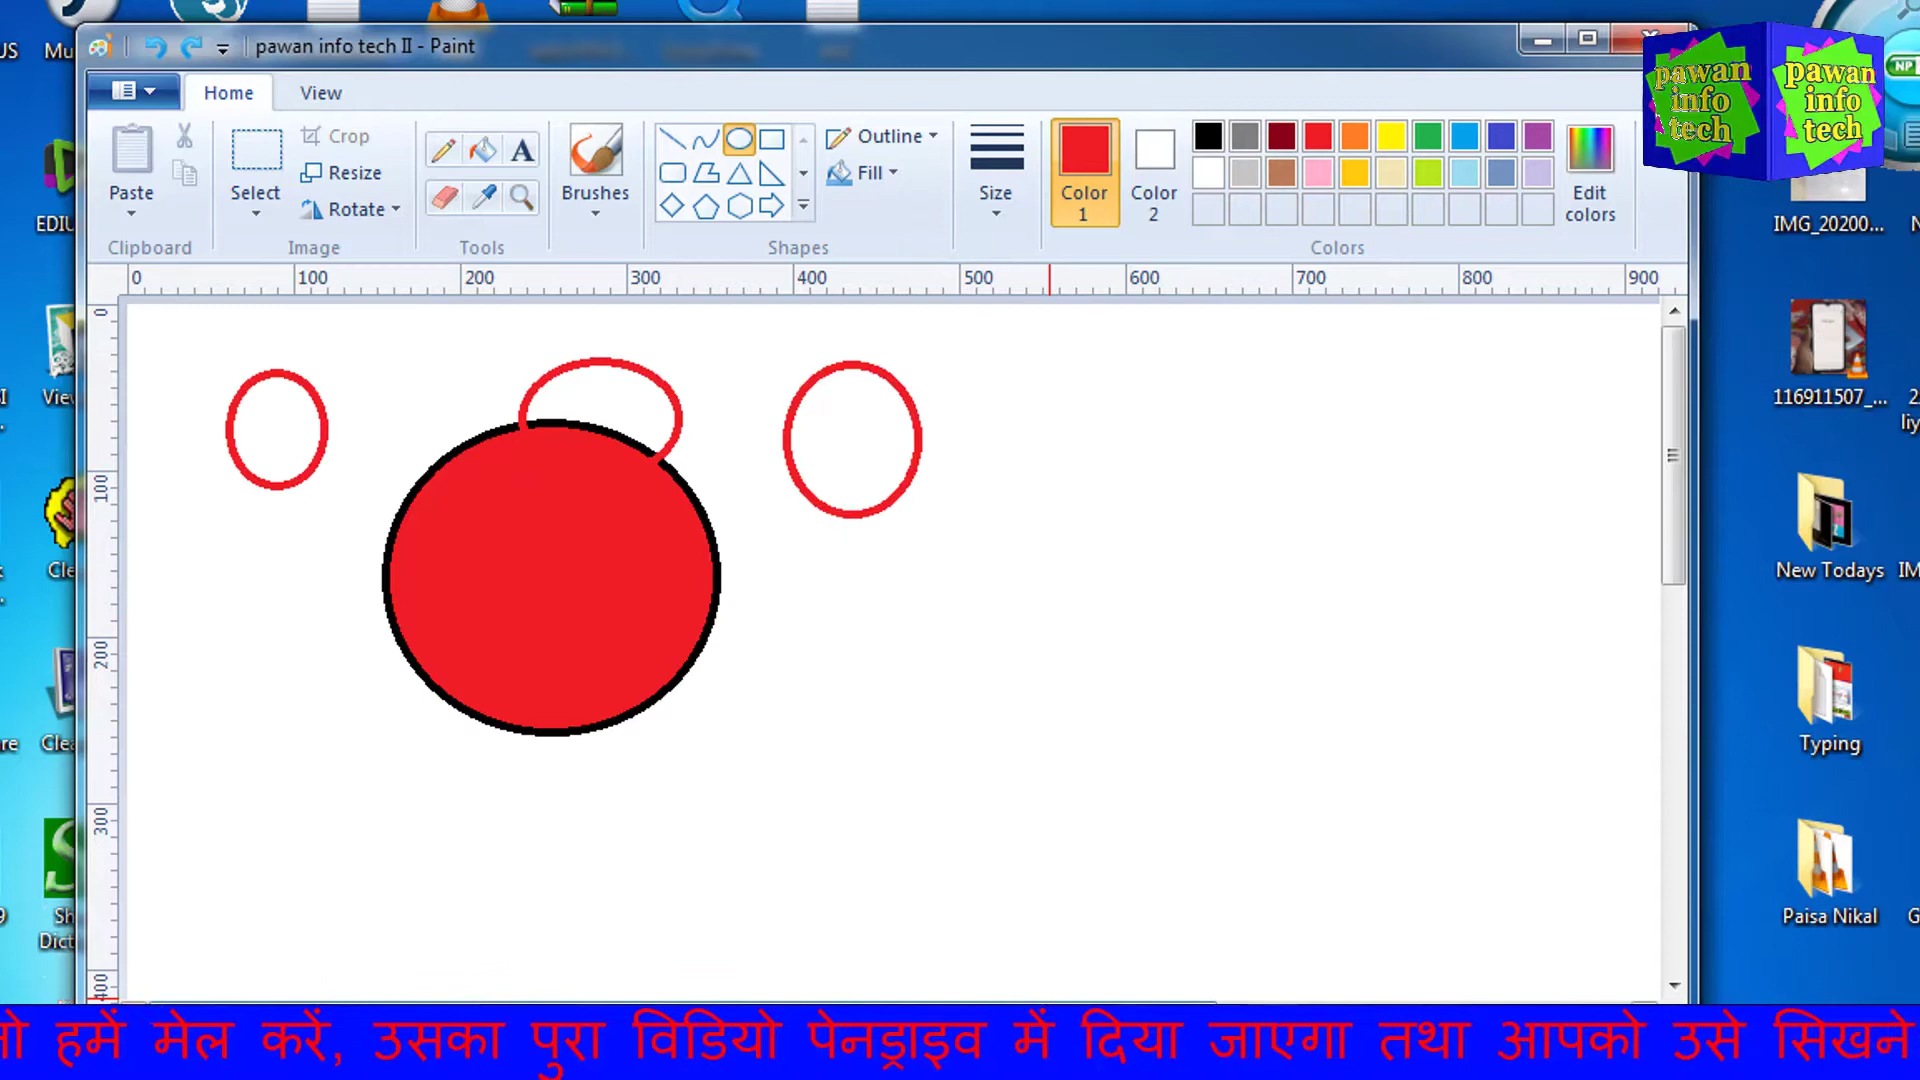 pawan info tech II - Paint
Home
View
Paste
Select
Crop
Resize
Rotate
Brushes
Outline
Fill
Size
Color
1
Color
2
Edit
colors
Clipboard
Image
Tools
Shapes
Colors
0
100
200
300
400
500
600
700
800
900
0
100
200
300
400
pawan
info
tech
pawan
info
tech
NP
US
Mu
EDIU
View
Cle
Clea
Sh
Dict
IMG_20200...
116911507_...
New Todays
IM
Typing
Paisa Nikal
हमें मेल करें, उसका पुरा विडियो पेनड्राइव में दिया जाएगा तथा आपको उसे सिखने